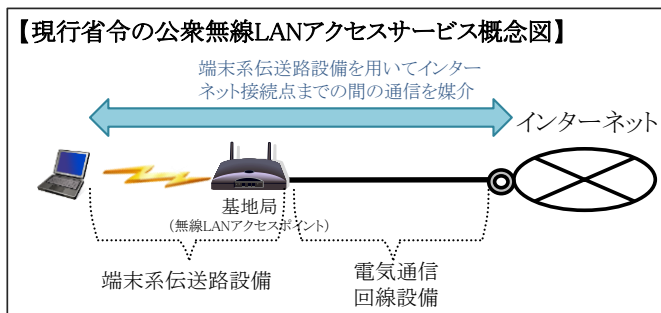 【現行省令の公衆無線LANアクセスサービス概念図】
端末系伝送路設備を用いてインター
ネット接続点までの間の通信を媒介
インターネット
基地局
（無線LANアクセスポイント）
端末系伝送路設備
電気通信
回線設備